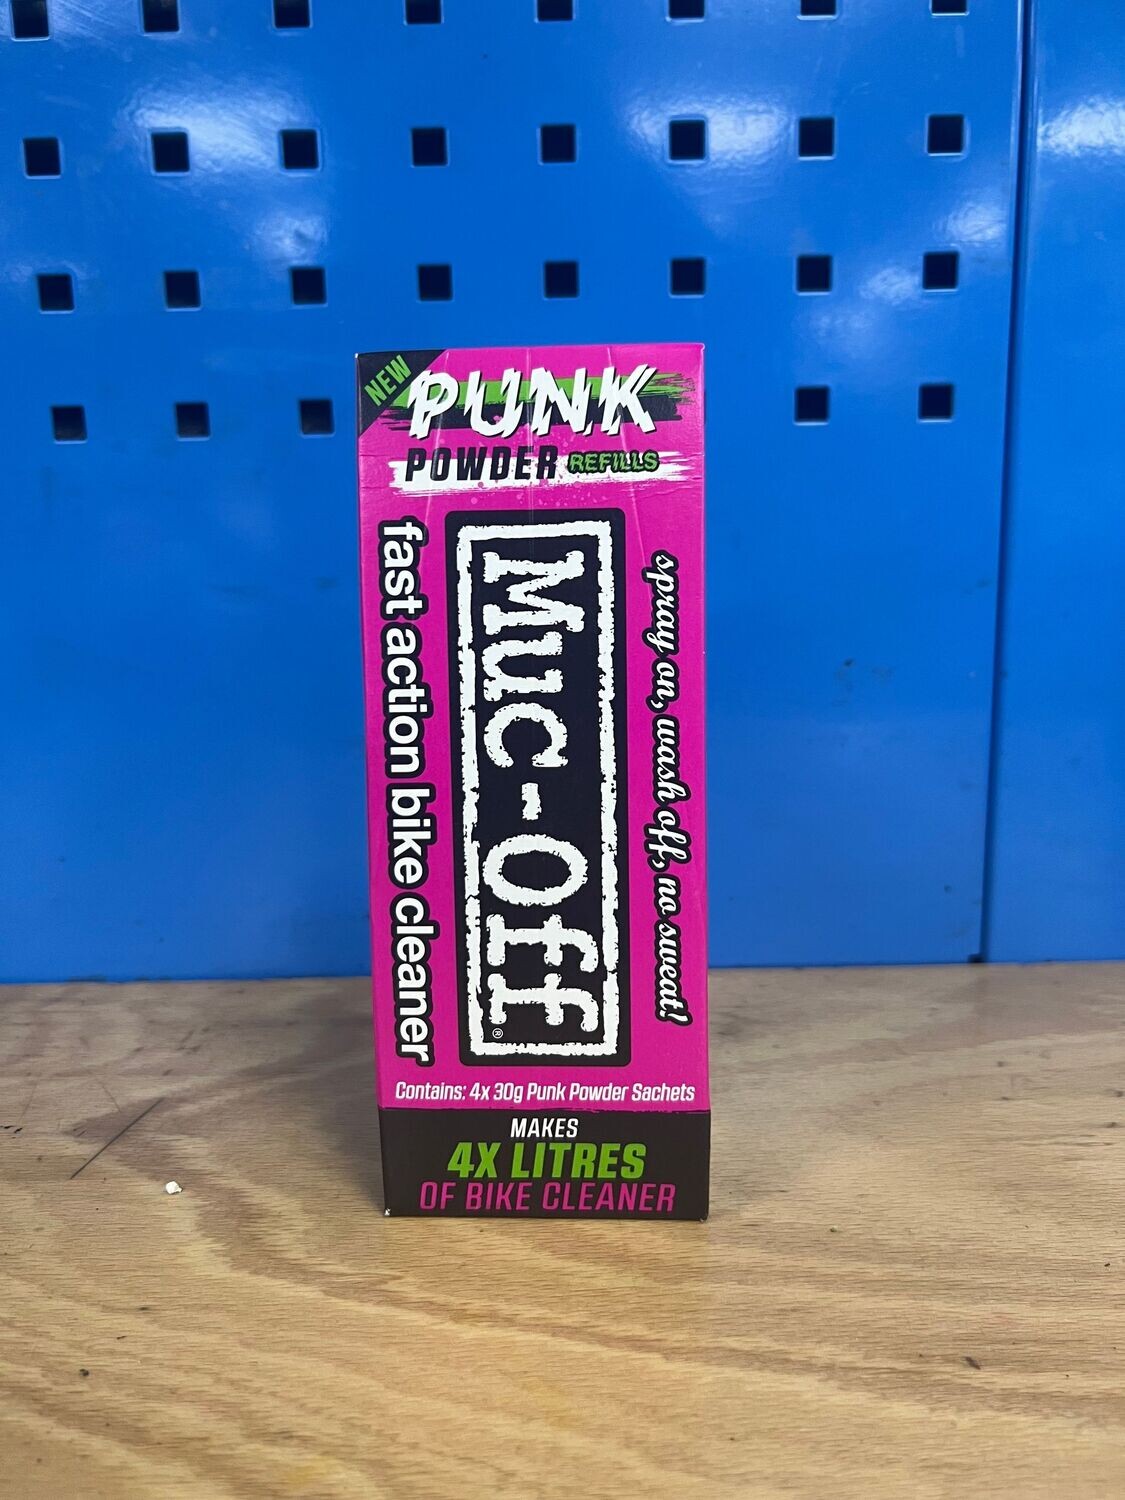 NEW
PUNK
POWDER REFILLS
fast action bike cleaner
Muc-Off®
spray on, wash off, no sweat!
Contains: 4x 30g Punk Powder Sachets
MAKES
4X LITRES
OF BIKE CLEANER